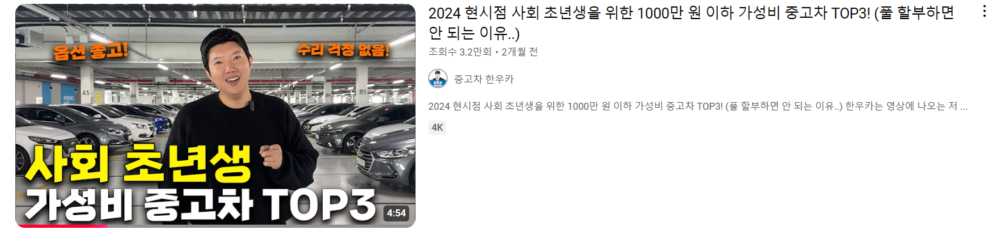 옵션 좋고!
수리 걱정 없음!
A5
A6
B6
B5
ENTRANCE
사회 초년생
가성비 중고차 TOP3
4:54
2024 현시점 사회 초년생을 위한 1000만 원 이하 가성비 중고차 TOP3! (풀 할부하면
안 되는 이유..)
조회수 3.2만회 • 2개월 전
중고차 한우카
2024 현시점 사회 초년생을 위한 1000만 원 이하 가성비 중고차 TOP3! (풀 할부하면 안 되는 이유..) 한우카는 영상에 나오는 저 ...
4K